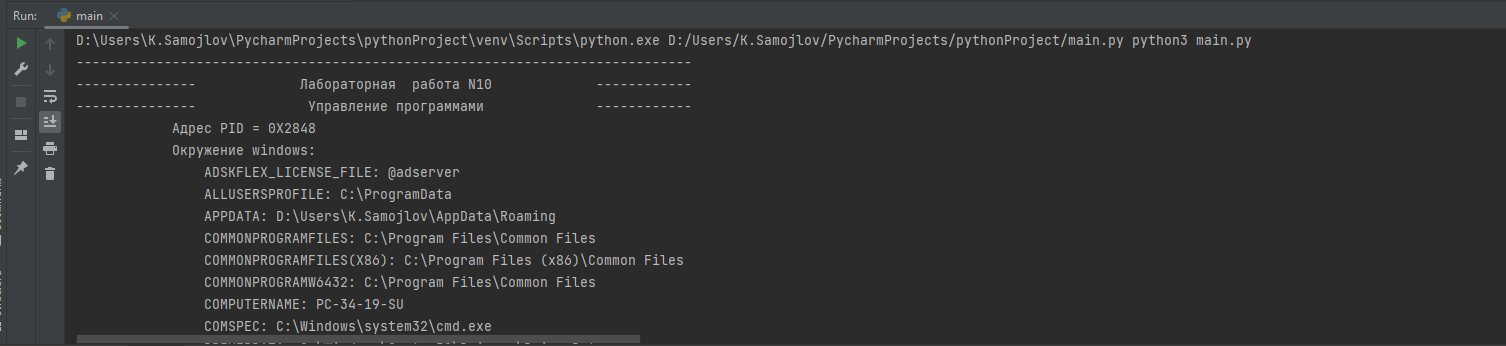 Run: main
D:\Users\K.Samojlov\PycharmProjects\pythonProject\venv\Scripts\python.exe D:/Users/K.Samojlov/PycharmProjects/pythonProject/main.py python3 main.py
-----------------------------------------------------------------------------
--------------- Лабораторная работа N10 ------------
--------------- Управление программами ------------
Адрес PID = 0X2848
Окружение windows:
ADSKFLEX_LICENSE_FILE: @adserver
ALLUSERSPROFILE: C:\ProgramData
APPDATA: D:\Users\K.Samojlov\AppData\Roaming
COMMONPROGRAMFILES: C:\Program Files\Common Files
COMMONPROGRAMFILES(X86): C:\Program Files (x86)\Common Files
COMMONPROGRAMW6432: C:\Program Files\Common Files
COMPUTERNAME: PC-34-19-SU
COMSPEC: C:\Windows\system32\cmd.exe